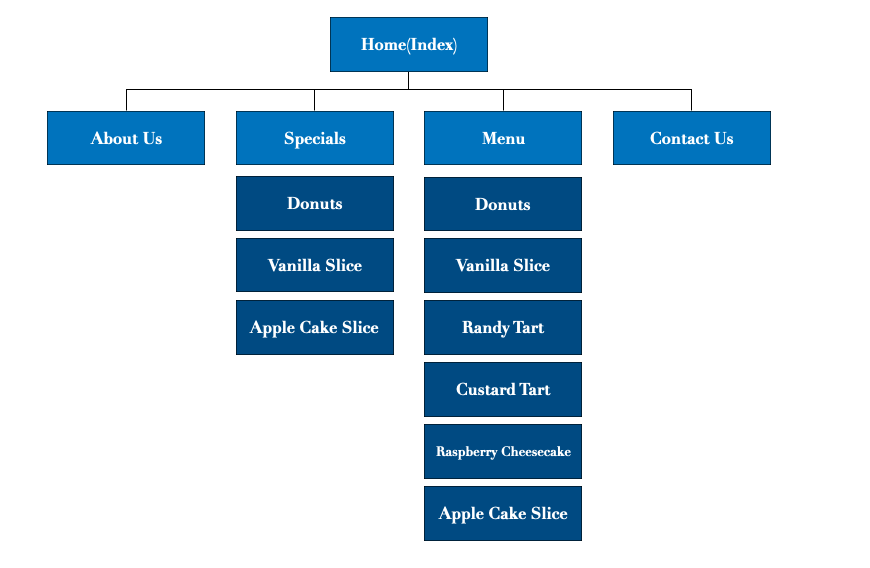 Home(Index)
About Us
Specials
Menu
Contact Us
Donuts
Vanilla Slice
Apple Cake Slice
Donuts
Vanilla Slice
Randy Tart
Custard Tart
Raspberry Cheesecake
Apple Cake Slice